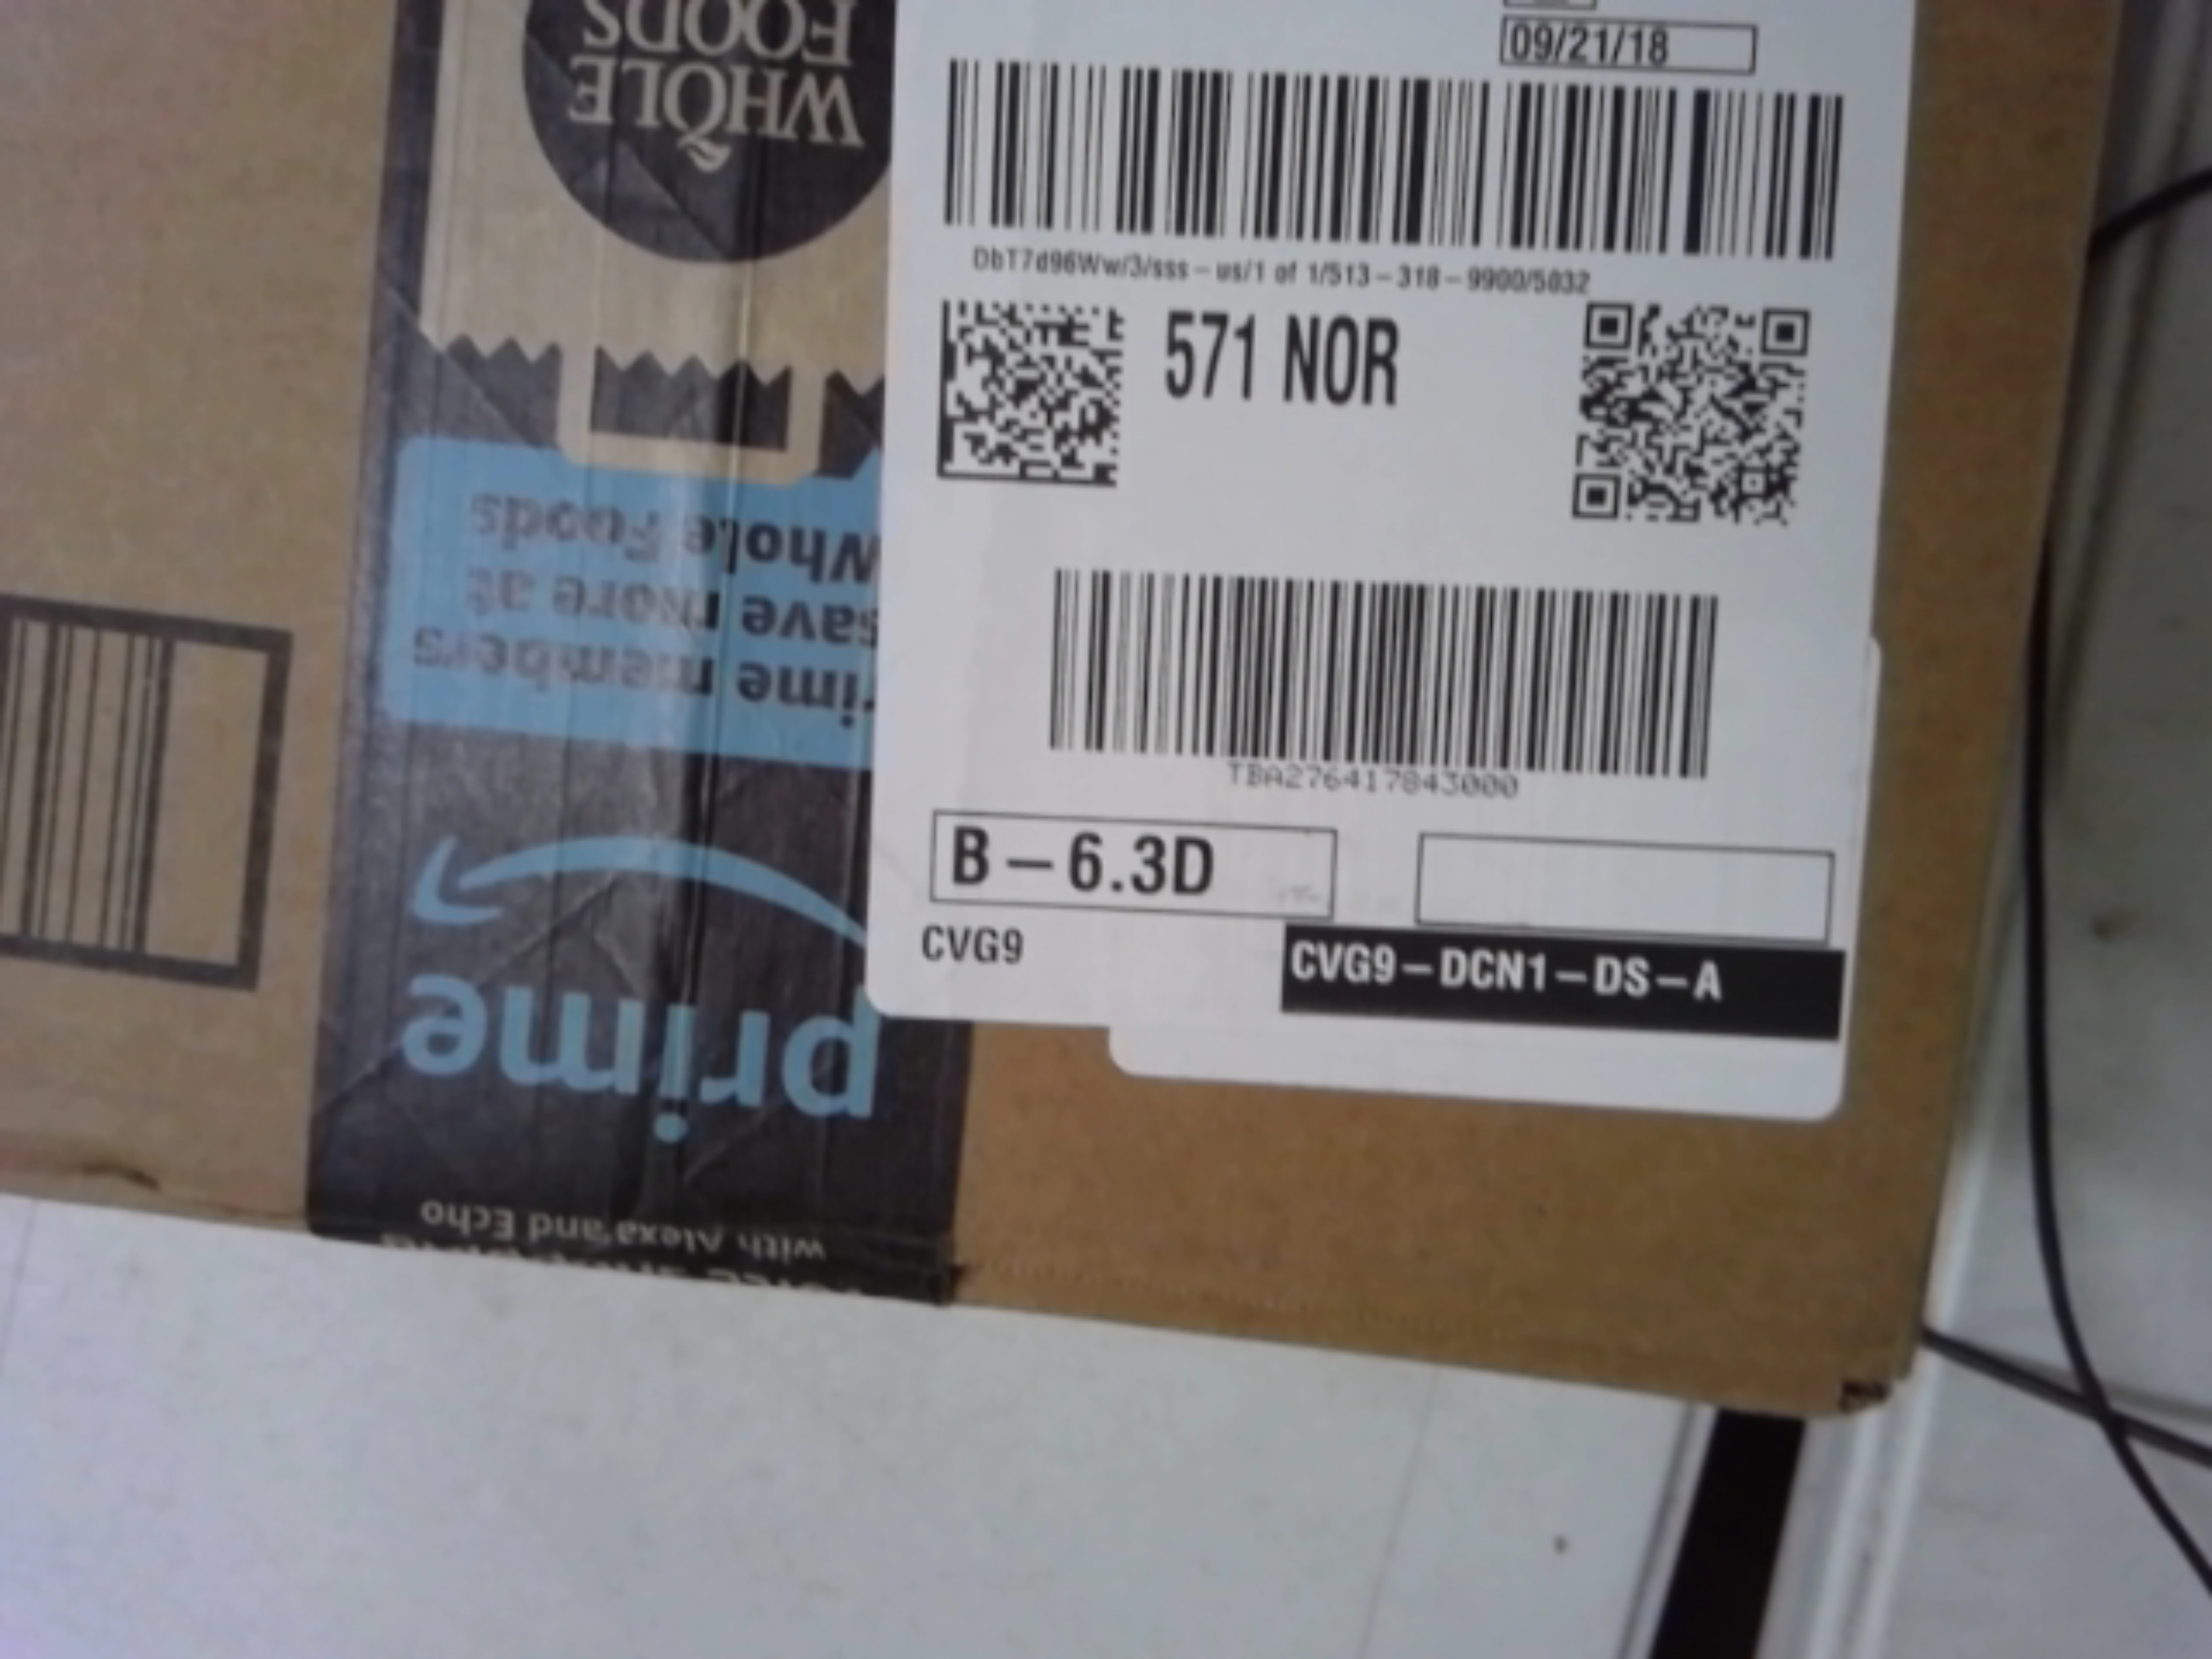 09/21/18
DbT7d96Ww/3/sss-us/1 of 1/513-318-9900/5032
571 NOR
TBA276417843000
B-6.3D
CVG9
CVG9-DCN1-DS-A
with Alexa and Echo
prime
rime members
save more at
Whole Foods
WHOLE
FOODS